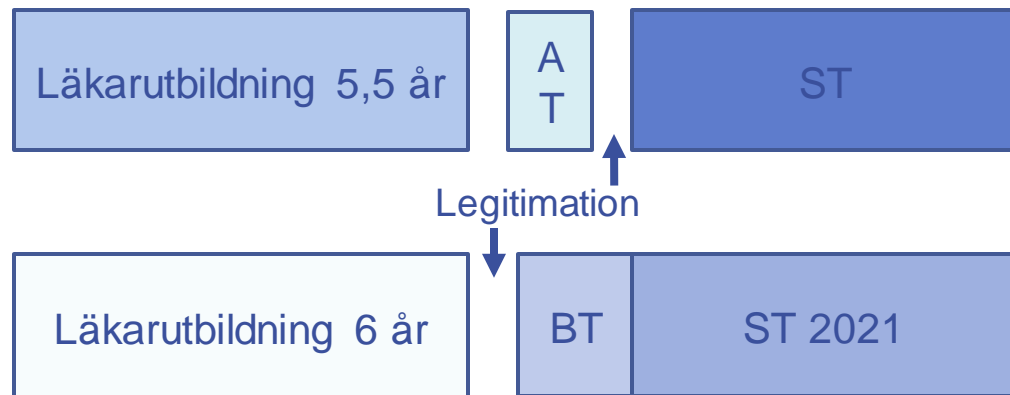 Läkarutbildning 5,5 år
A
T
ST
Legitimation
Läkarutbildning 6 år
BT
ST 2021